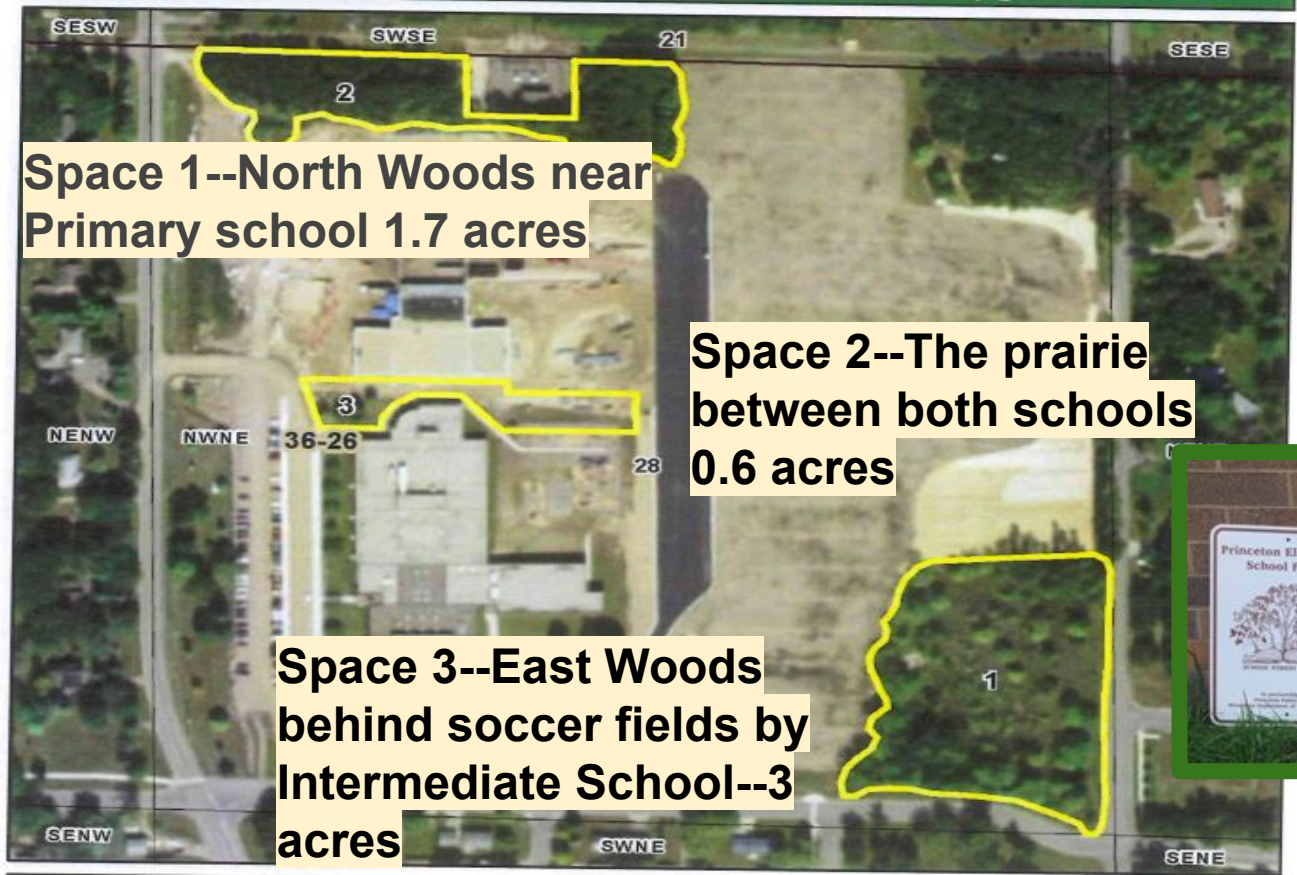 SESW
SWSE
21
SESE
2
Space 1--North Woods near
Primary school 1.7 acres
Space 2--The prairie
between both schools
0.6 acres
3
NENW
NWNE
36-26
28
Princeton El
School F
1
Space 3--East Woods
behind soccer fields by
Intermediate School--3
acres
SENW
SWNE
SENE